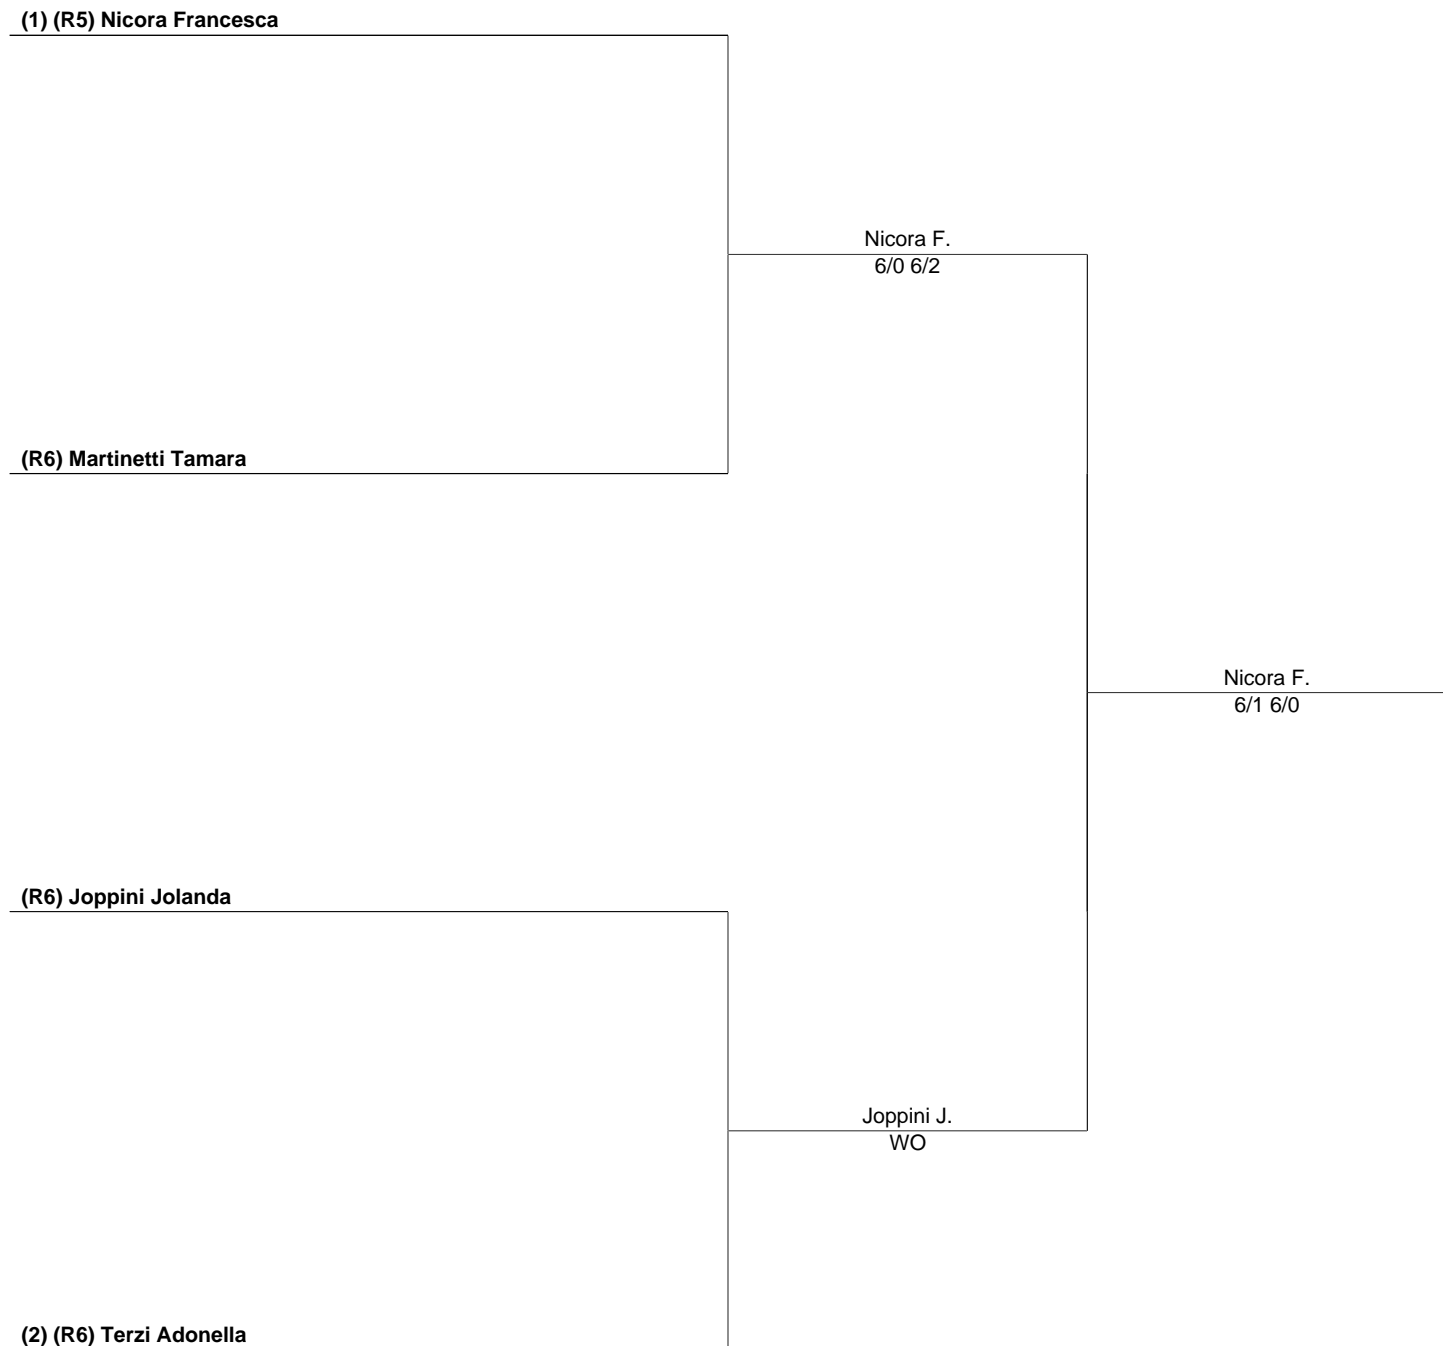 (1) (R5) Nicora Francesca
Nicora F.
6/0 6/2
(R6) Martinetti Tamara
Nicora F.
6/1 6/0
(R6) Joppini Jolanda
Joppini J.
WO
(2) (R6) Terzi Adonella